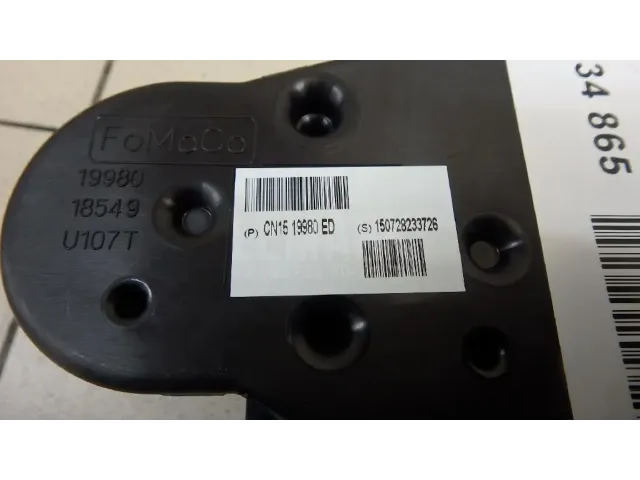 FoMoCo
19980
18549
U107T
(P) CN15 19980 ED
(S) 150728233726
34 865